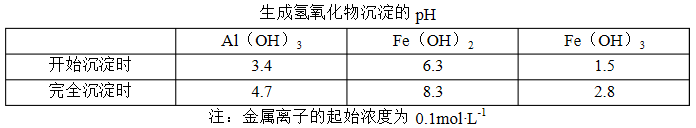 生成氢氧化物沉淀的 pH
Al（OH）₃ Fe（OH）₂ Fe（OH）₃
开始沉淀时 3.4 6.3 1.5
完全沉淀时 4.7 8.3 2.8
注：金属离子的起始浓度为 0.1mol·L⁻¹